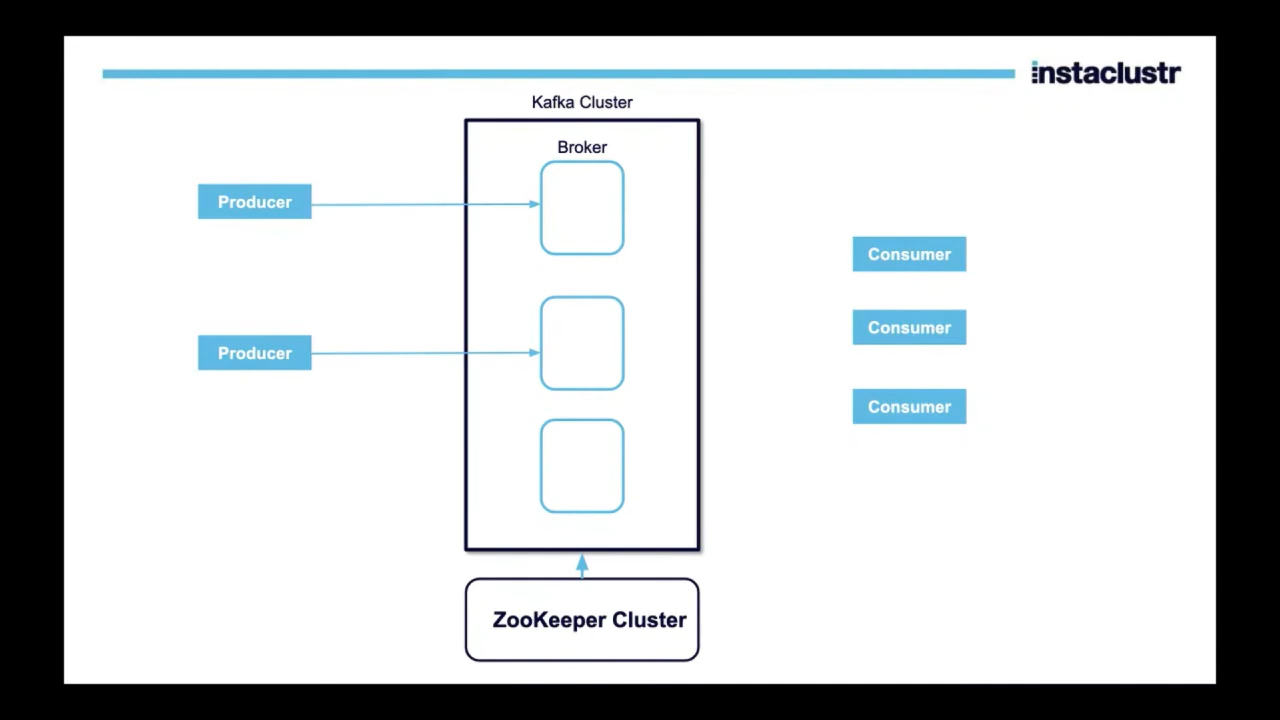 instaclustr
Kafka Cluster
Broker
Producer
Consumer
Consumer
Producer
Consumer
ZooKeeper Cluster